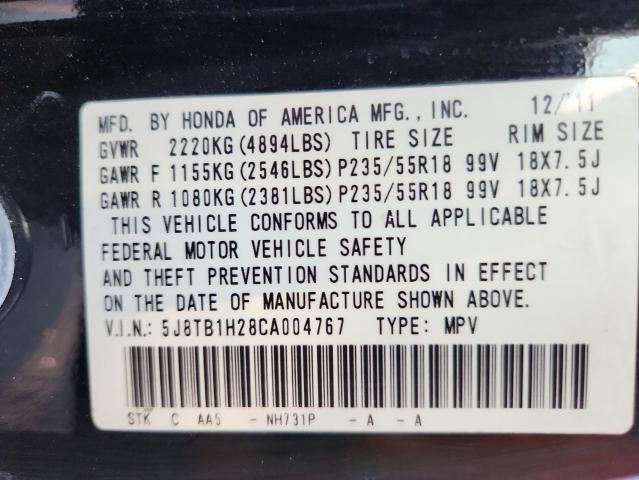 MFD. BY HONDA OF AMERICA MFG., INC. 12/11
GVWR 2220KG(4894LBS) TIRE SIZE RIM SIZE
GAWR F 1155KG(2546LBS)P235/55R18 99V 18X7.5J
GAWR R 1080KG(2381LBS)P235/55R18 99V 18X7.5J
THIS VEHICLE CONFORMS TO ALL APPLICABLE
FEDERAL MOTOR VEHICLE SAFETY
AND THEFT PREVENTION STANDARDS IN EFFECT
ON THE DATE OF MANUFACTURE SHOWN ABOVE.
V.I.N.: 5J8TB1H28CA004767 TYPE: MPV
STK C AA5 - NH731P - A - A